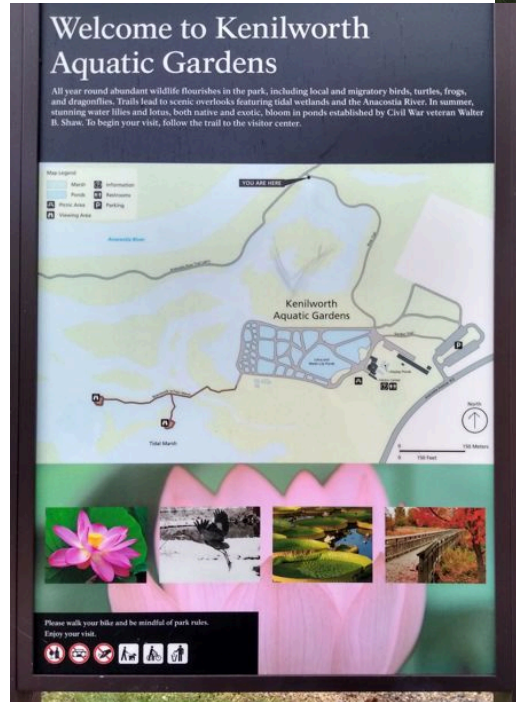 Welcome to Kenilworth
Aquatic Gardens
All year round abundant wildlife flourishes in the park, including local and migratory birds, turtles, frogs,
and dragonflies. Trails lead to scenic overlooks featuring tidal wetlands and the Anacostia River. In summer,
stunning water lilies and lotus, both native and exotic, bloom in ponds established by Civil War veteran Walter
B. Shaw. To begin your visit, follow the trail to the visitor center.
Map Legend
Marsh
Information
Ponds
Restrooms
Picnic Area
P
Parking
Viewing Area
YOU ARE HERE
Anacostia River
Kenilworth
Aquatic Gardens
P
Tidal Marsh
North
150 Meters
0
150 Feet
Please walk your bike and be mindful of park rules.
Enjoy your visit.